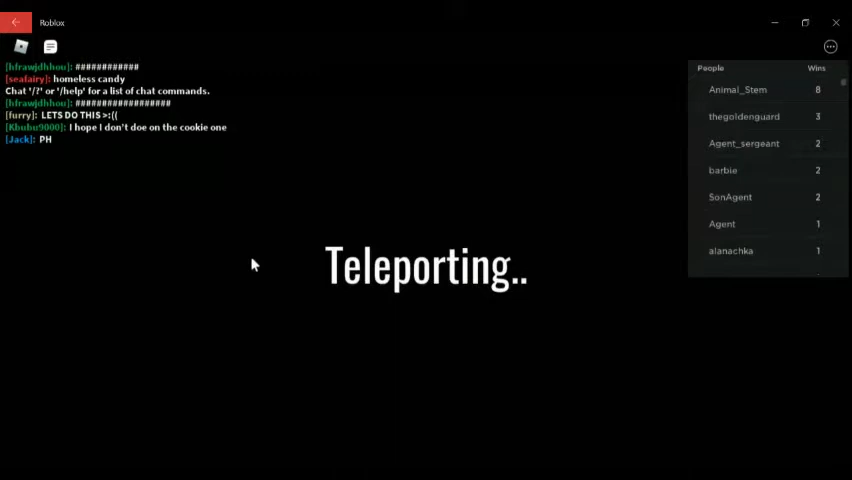 Roblox
[hfrawjdhhou]: ############
[seafairy]: homeless candy
Chat '/?' or '/help' for a list of chat commands.
[hfrawjdhhou]: ##################
[furry]: LETS DO THIS >:((
[Khubu9000]: I hope I don't doe on the cookie one
[Jack]: PH
People Wins
Animal_Stem 8
thegoldenguard 3
Agent_sergeant 2
barbie 2
SonAgent 2
Agent 1
alanachka 1
Teleporting..